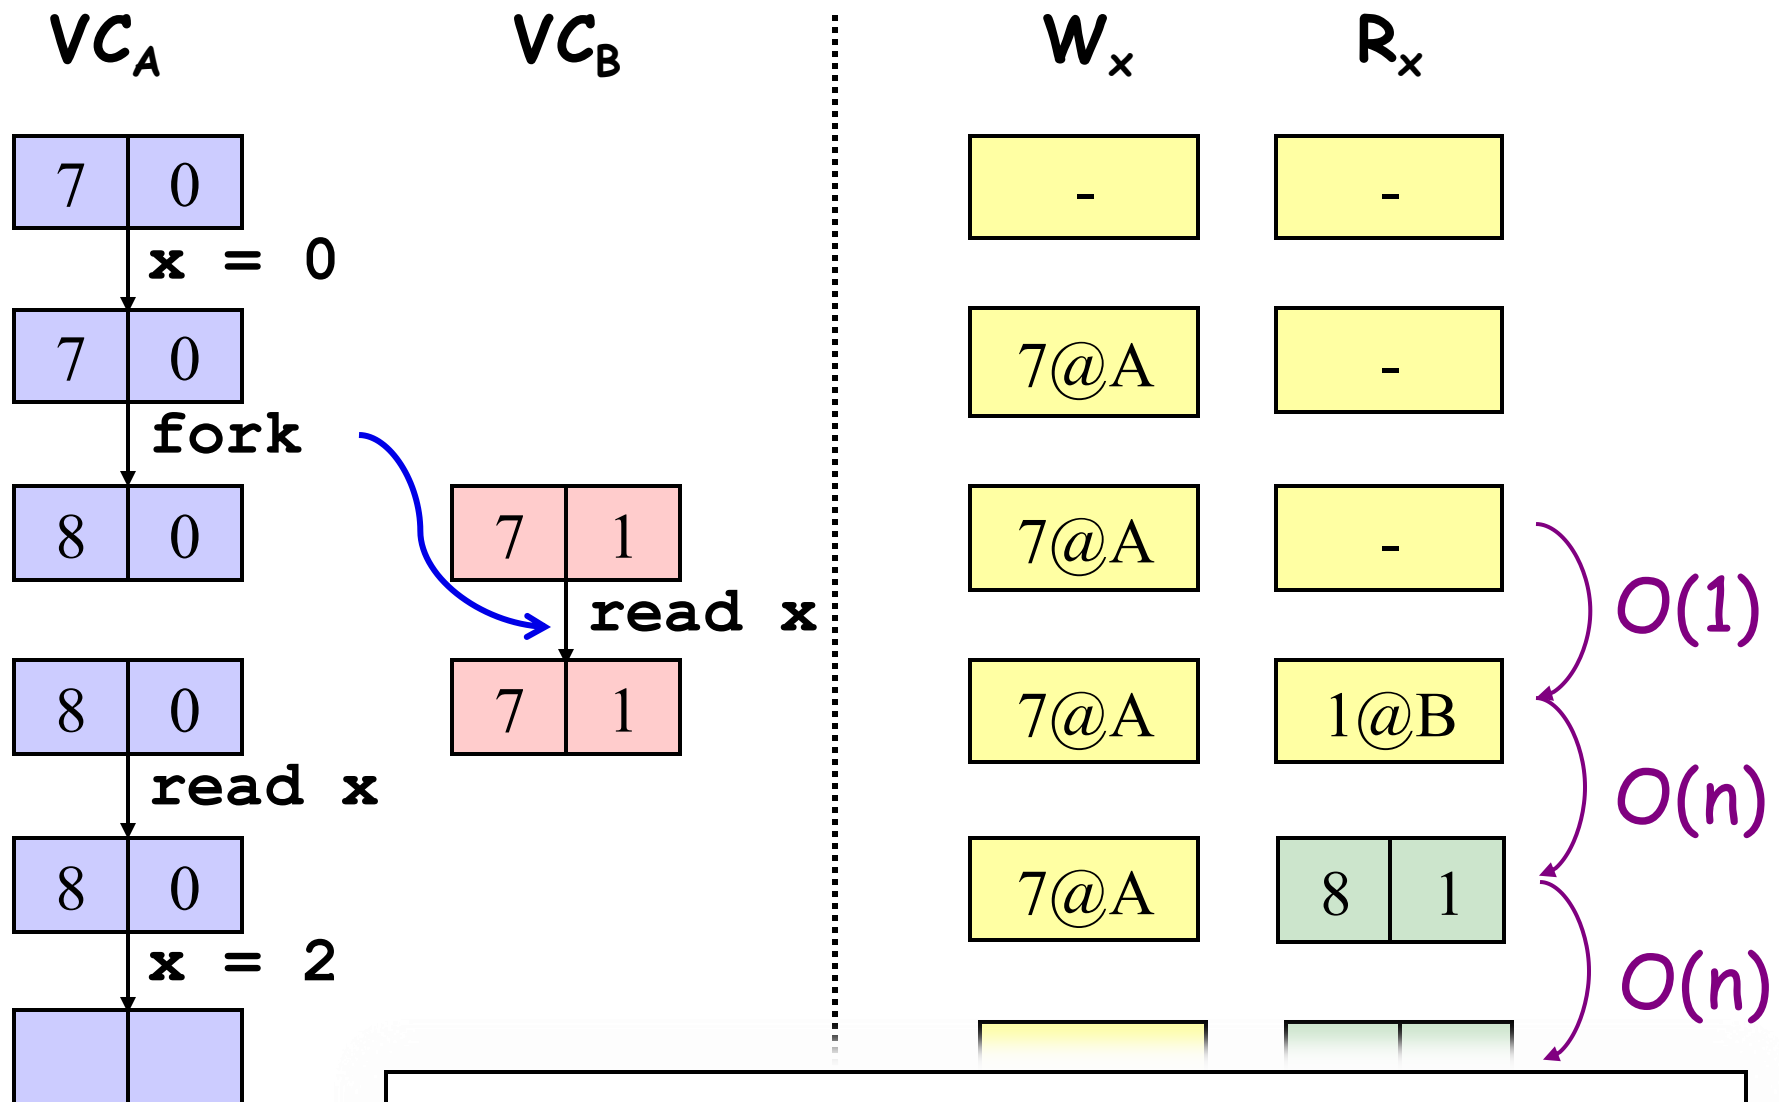 VCA VCB Wx Rx
7 0 - -
x = 0
7 0 7@A -
fork
8 0 7 1 7@A -
read x O(1)
8 0 7 1 7@A 1@B
read x O(n)
8 0 7@A 8 1
x = 2 O(n)